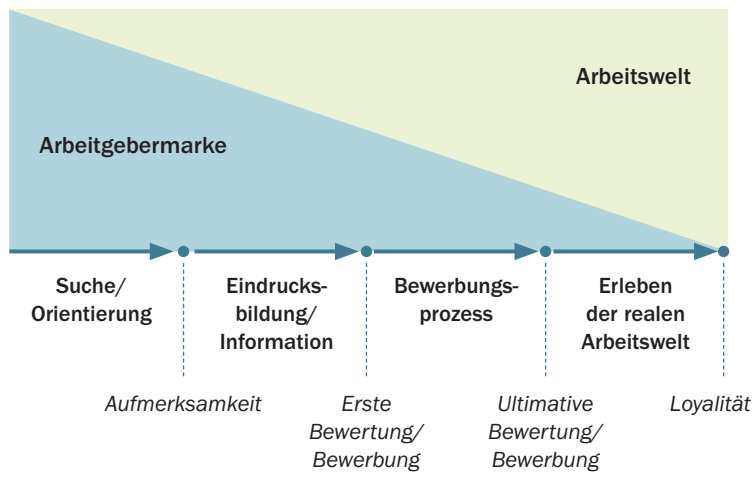 Arbeitswelt
Arbeitgebermarke
Suche/
Orientierung
Eindrucks-
bildung/
Information
Bewerbungs-
prozess
Erleben
der realen
Arbeitswelt
Aufmerksamkeit
Erste
Bewertung/
Bewerbung
Ultimative
Bewertung/
Bewerbung
Loyalität